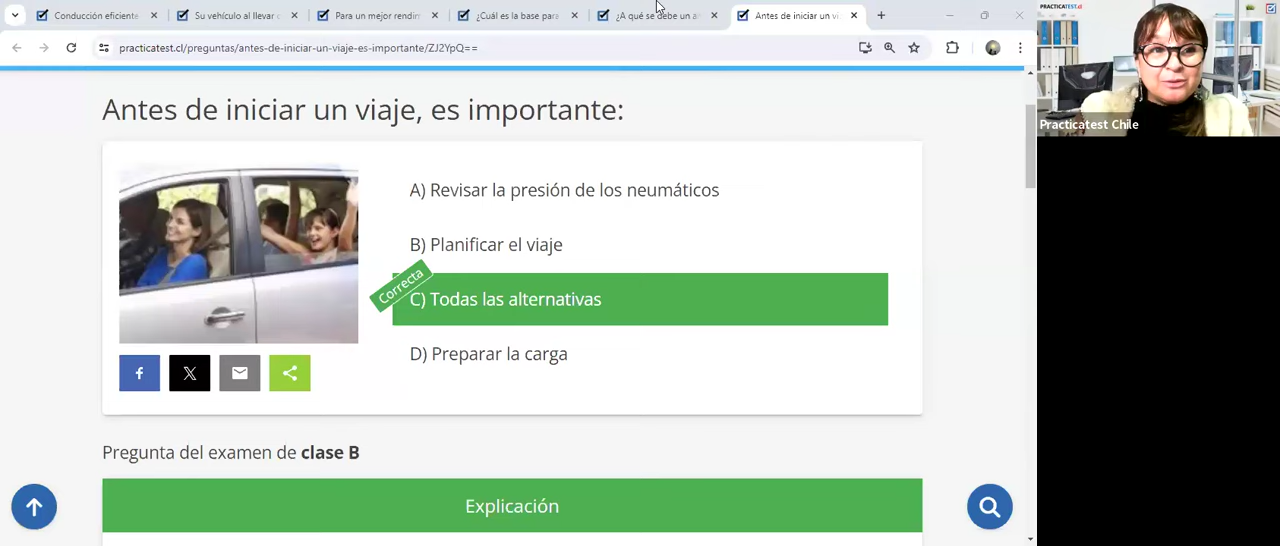 Conducción eficiente
Su vehículo al llevar c
Para un mejor rendim
¿Cuál es la base para
¿A qué se debe un a
Antes de iniciar un vi
practicatest.cl/preguntas/antes-de-iniciar-un-viaje-es-importante/ZJ2YpQ==
PRACTICATEST.cl
Practicatest Chile
Antes de iniciar un viaje, es importante:
A) Revisar la presión de los neumáticos
B) Planificar el viaje
Correcta
C) Todas las alternativas
D) Preparar la carga
Pregunta del examen de clase B
Explicación